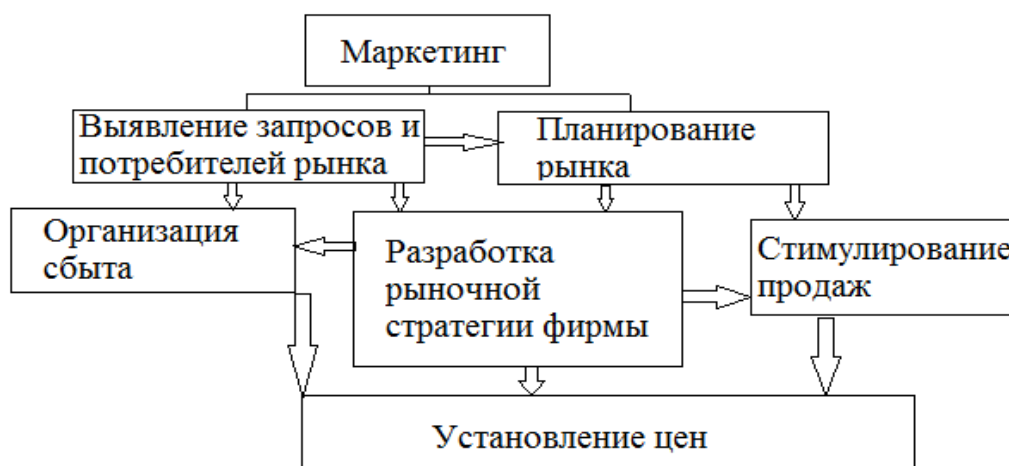 Маркетинг
Выявление запросов и
потребителей рынка
Планирование
рынка
Организация
сбыта
Разработка
рыночной
стратегии фирмы
Стимулирование
продаж
Установление цен